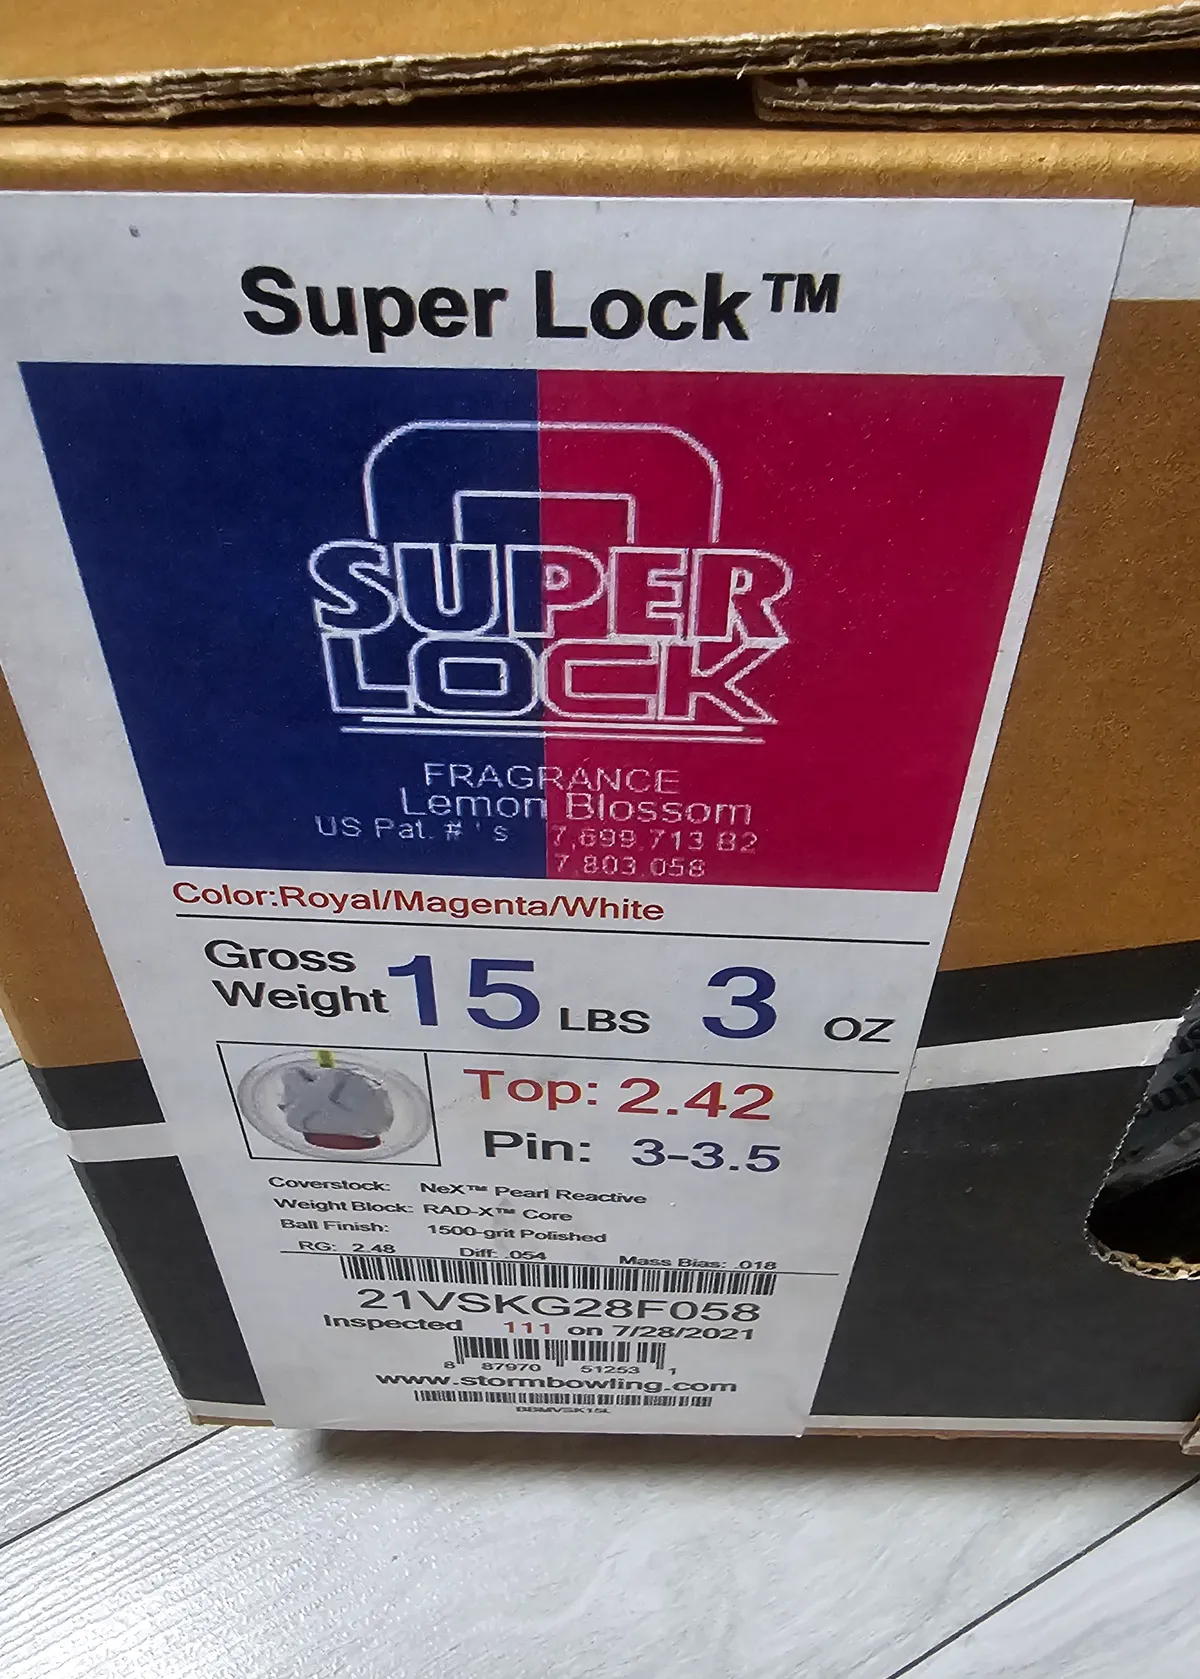 Super Lock™
SUPER
LOCK
FRAGRANCE
Lemon Blossom
US Pat. # ' s 7,699,713 B2
7,803,058
Color:Royal/Magenta/White
Gross
Weight 15 LBS 3 OZ
Top: 2.42
Pin: 3-3.5
Coverstock: NeX™ Pearl Reactive
Weight Block: RAD-X™ Core
Ball Finish: 1500-grit Polished
RG: 2.48 Diff: .054 Mass Bias: .018
21VSKG28F058
Inspected 111 on 7/28/2021
8 87970 51253 1
www.stormbowling.com
BBMVSK15L